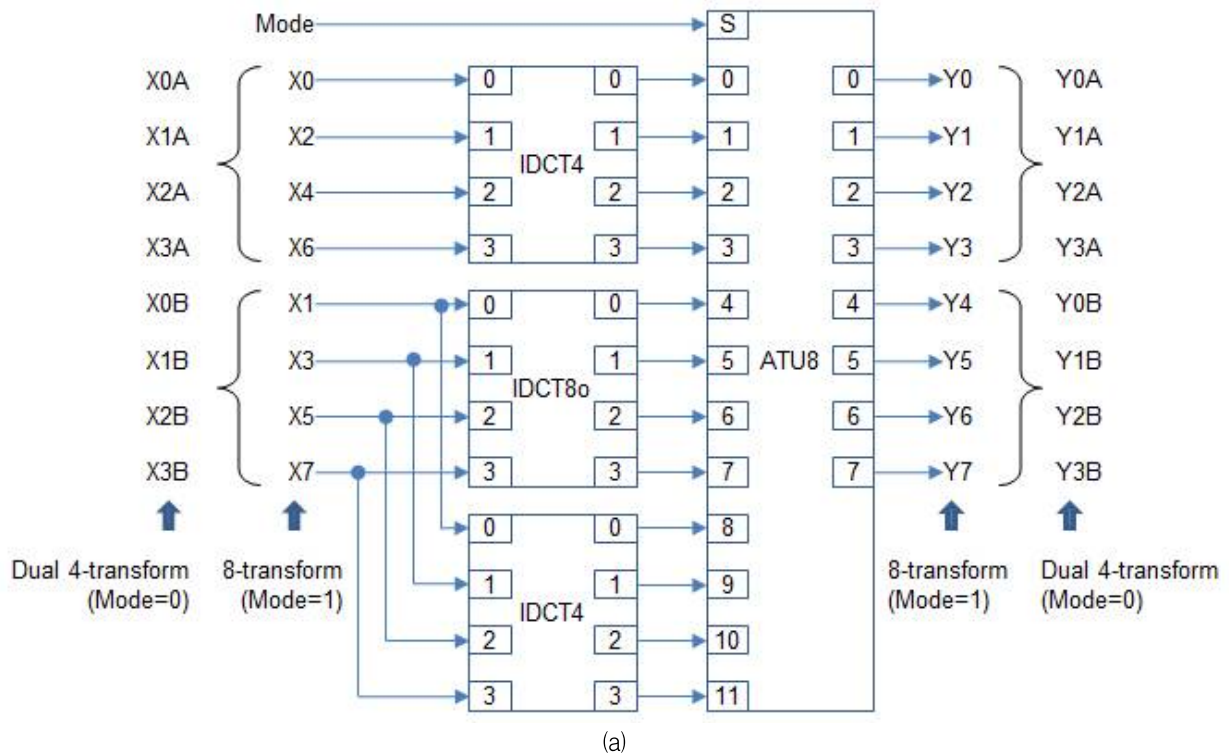 Mode S
X0A X0 0 0 0 0 Y0 Y0A
X1A X2 1 1 1 1 Y1 Y1A
IDCT4
X2A X4 2 2 2 2 Y2 Y2A
X3A X6 3 3 3 3 Y3 Y3A
X0B X1 0 0 4 4 Y4 Y0B
X1B X3 1 1 5 ATU8 5 Y5 Y1B
IDCT8o
X2B X5 2 2 6 6 Y6 Y2B
X3B X7 3 3 7 7 Y7 Y3B
0 0 8
Dual 4-transform 8-transform 8-transform Dual 4-transform
(Mode=0) (Mode=1) 1 1 9 (Mode=1) (Mode=0)
IDCT4
2 2 10
3 3 11
(a)